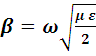 β = ω√(μ ε / 2)